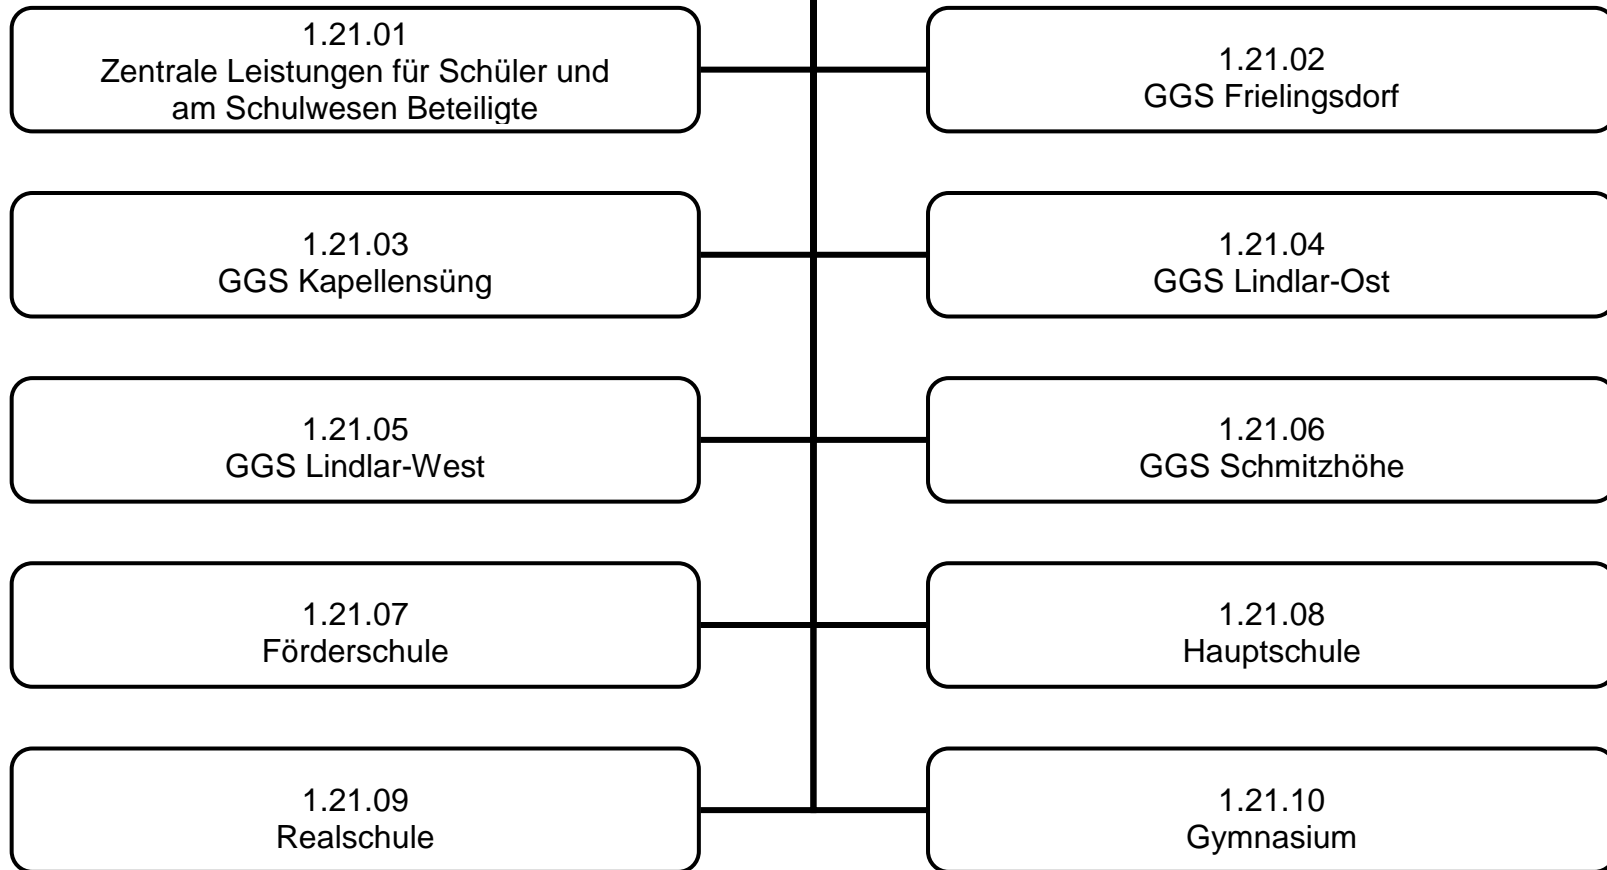 1.21.01
Zentrale Leistungen für Schüler und
am Schulwesen Beteiligte
1.21.02
GGS Frielingsdorf
1.21.03
GGS Kapellensüng
1.21.04
GGS Lindlar-Ost
1.21.05
GGS Lindlar-West
1.21.06
GGS Schmitzhöhe
1.21.07
Förderschule
1.21.08
Hauptschule
1.21.09
Realschule
1.21.10
Gymnasium